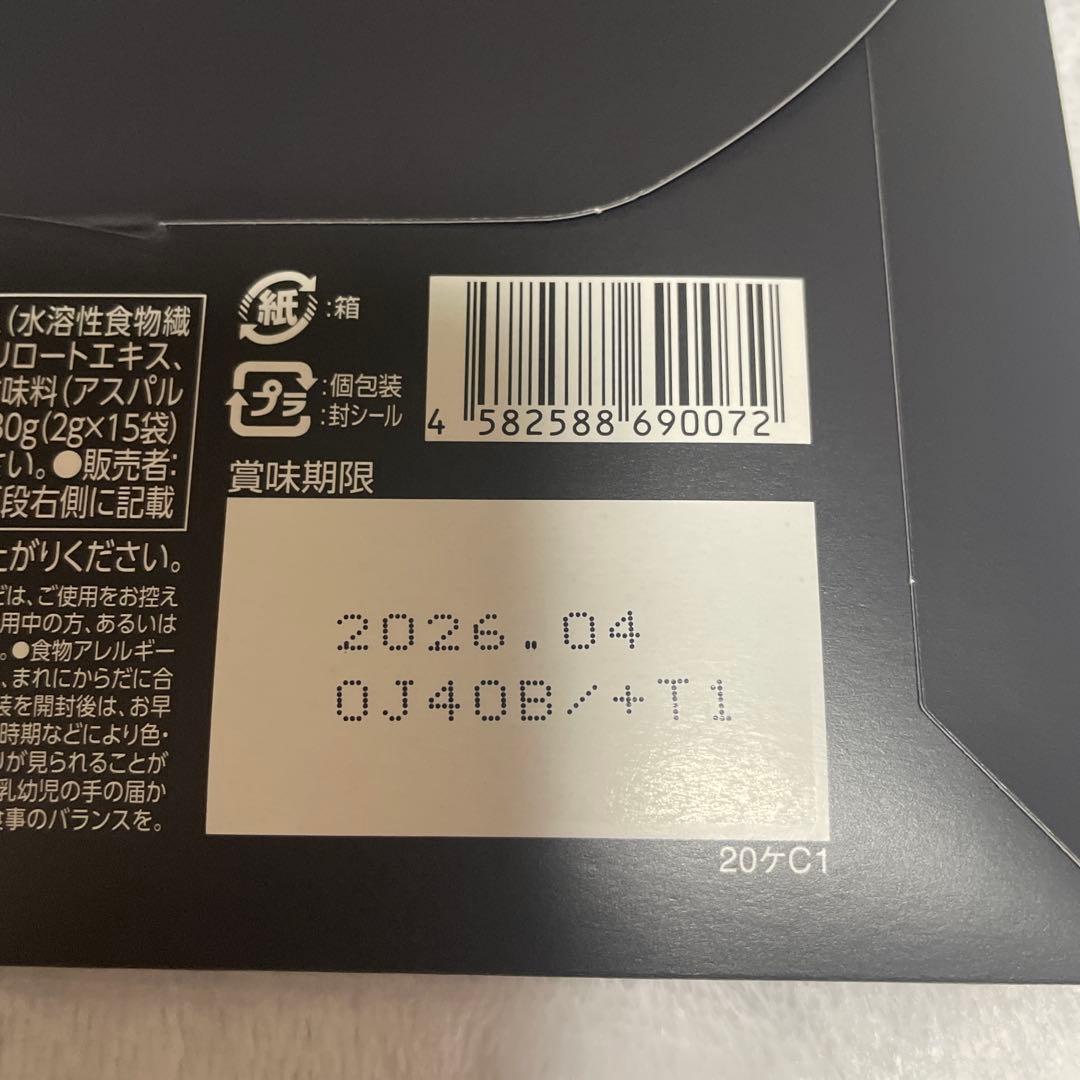 (水溶性食物繊
リロートエキス、
味料(アスパル
30g(2g×15袋)
さい。●販売者:
段右側に記載
上がりください。
どは、ご使用をお控え
用中の方、あるいは
。●食物アレルギー
、まれにからだに合
装を開封後は、お早
時期などにより色・
りが見られることが
乳幼児の手の届か
食事のバランスを。
紙:箱
プラ:個包装
:封シール
4 582588 690072
賞味期限
2026.04
0J40B/+T1
20ケC1